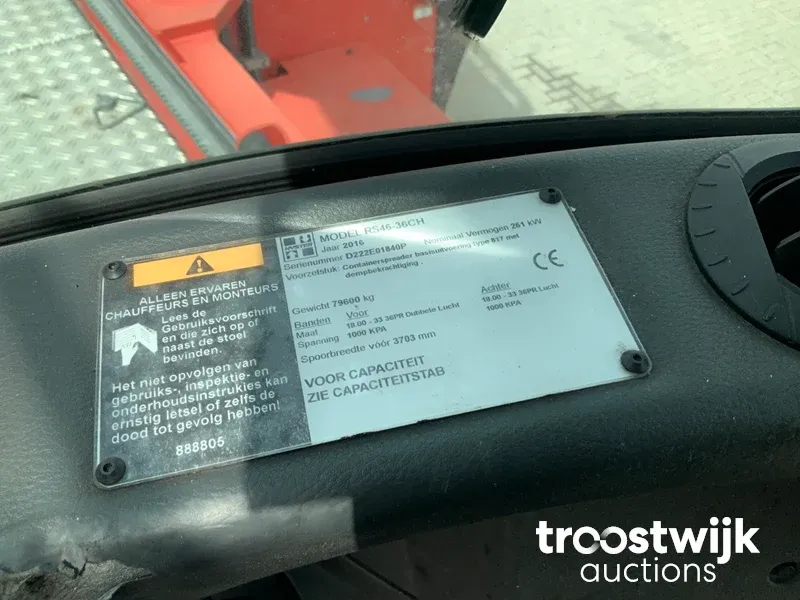 ALLEEN ERVAREN
CHAUFFEURS EN MONTEURS
Lees de
Gebruiksvoorschrift
en die zich op of
naast de stoel
bevinden.
Het niet opvolgen van
gebruiks-, inspektie- en
onderhoudsinstrukies kan
ernstig letsel of zelfs de
dood tot gevolg hebben!
888805
HYSTER
MODEL RS46-36CH
Jaar 2016 Nominaal Vermogen 261 kW
Serienummer D222E01840P
Voorzetstuk: Containerspreader basisuitvoering type 817 met
dempbekrachtiging .
CE
Gewicht 79600 kg
Banden Voor Achter
Maat 18.00 - 33 36PR Dubbele Lucht 18.00 - 33 36PR Lucht
Spanning 1000 KPA 1000 KPA
Spoorbreedte vóór 3703 mm
VOOR CAPACITEIT
ZIE CAPACITEITSTAB
troostwijk
auctions